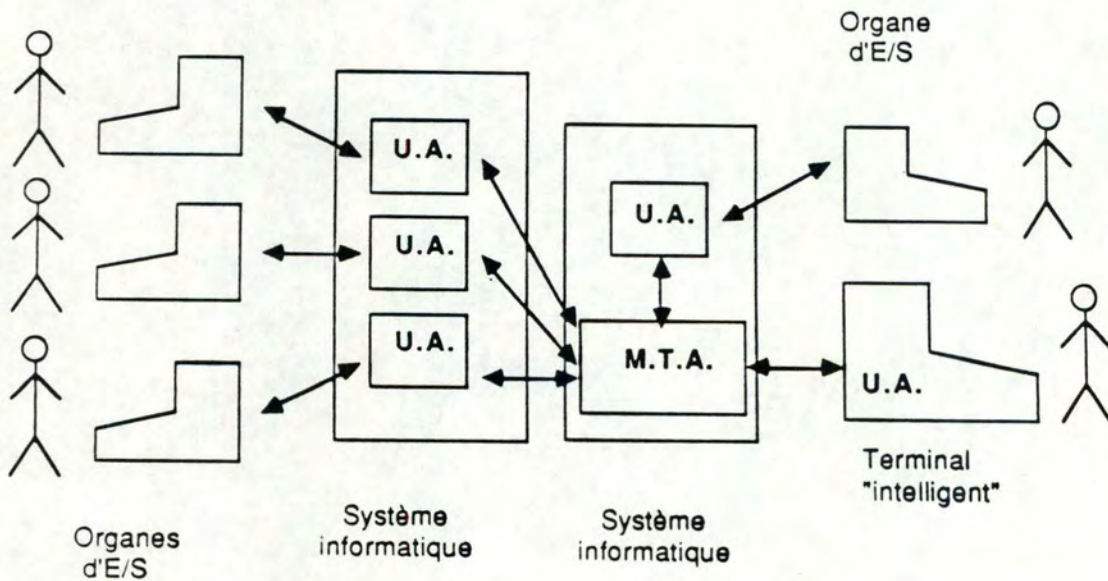 Organe
d'E/S
U.A.
U.A.
U.A.
U.A.
M.T.A.
U.A.
Terminal
"intelligent"
Système
informatique
Système
informatique
Organes
d'E/S